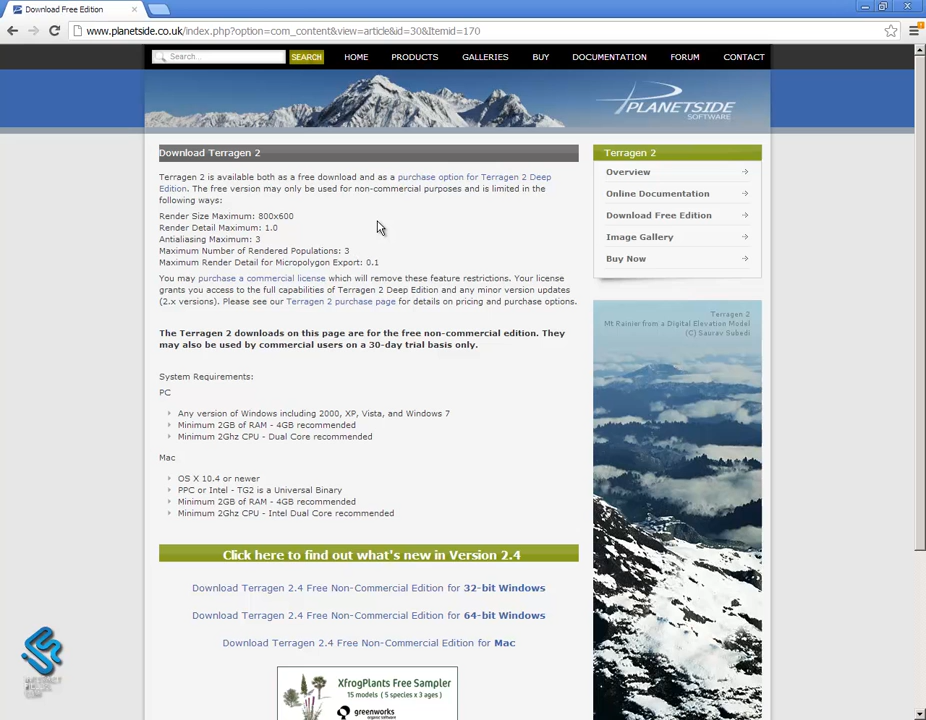 Download Free Edition
www.planetside.co.uk/index.php?option=com_content&view=article&id=30&Itemid=170
Search...
SEARCH
HOME
PRODUCTS
GALLERIES
BUY
DOCUMENTATION
FORUM
CONTACT
PLANETSIDE
SOFTWARE
Download Terragen 2
Terragen 2 is available both as a free download and as a purchase option for Terragen 2 Deep
Edition. The free version may only be used for non-commercial purposes and is limited in the
following ways:
Render Size Maximum: 800x600
Render Detail Maximum: 1.0
Antialiasing Maximum: 3
Maximum Number of Rendered Populations: 3
Maximum Render Detail for Micropolygon Export: 0.1
You may purchase a commercial license which will remove these feature restrictions. Your license
grants you access to the full capabilities of Terragen 2 Deep Edition and any minor version updates
(2.x versions). Please see our Terragen 2 purchase page for details on pricing and purchase options.
The Terragen 2 downloads on this page are for the free non-commercial edition. They
may also be used by commercial users on a 30-day trial basis only.
System Requirements:
PC
Any version of Windows including 2000, XP, Vista, and Windows 7
Minimum 2GB of RAM - 4GB recommended
Minimum 2Ghz CPU - Dual Core recommended
Mac
OS X 10.4 or newer
PPC or Intel - TG2 is a Universal Binary
Minimum 2GB of RAM - 4GB recommended
Minimum 2Ghz CPU - Intel Dual Core recommended
Click here to find out what's new in Version 2.4
Download Terragen 2.4 Free Non-Commercial Edition for 32-bit Windows
Download Terragen 2.4 Free Non-Commercial Edition for 64-bit Windows
Download Terragen 2.4 Free Non-Commercial Edition for Mac
XfrogPlants Free Sampler
15 models ( 5 species x 3 ages )
greenworks
organic software
Terragen 2
Overview
Online Documentation
Download Free Edition
Image Gallery
Buy Now
Terragen 2
Mt Rainier from a Digital Elevation Model
(C) Saurav Subedi